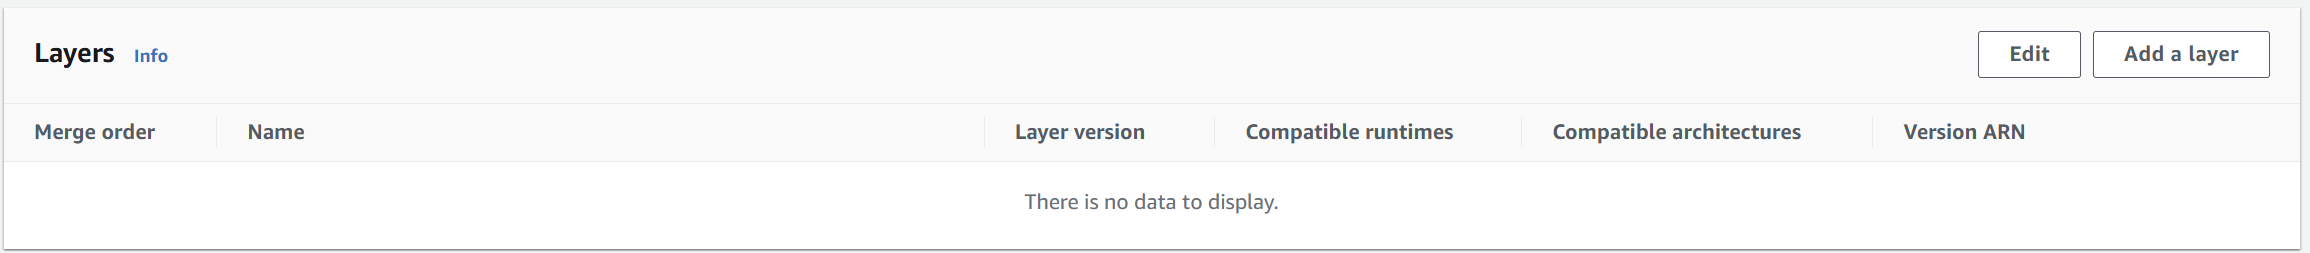 Layers Info Edit Add a layer
Merge order Name Layer version Compatible runtimes Compatible architectures Version ARN
There is no data to display.